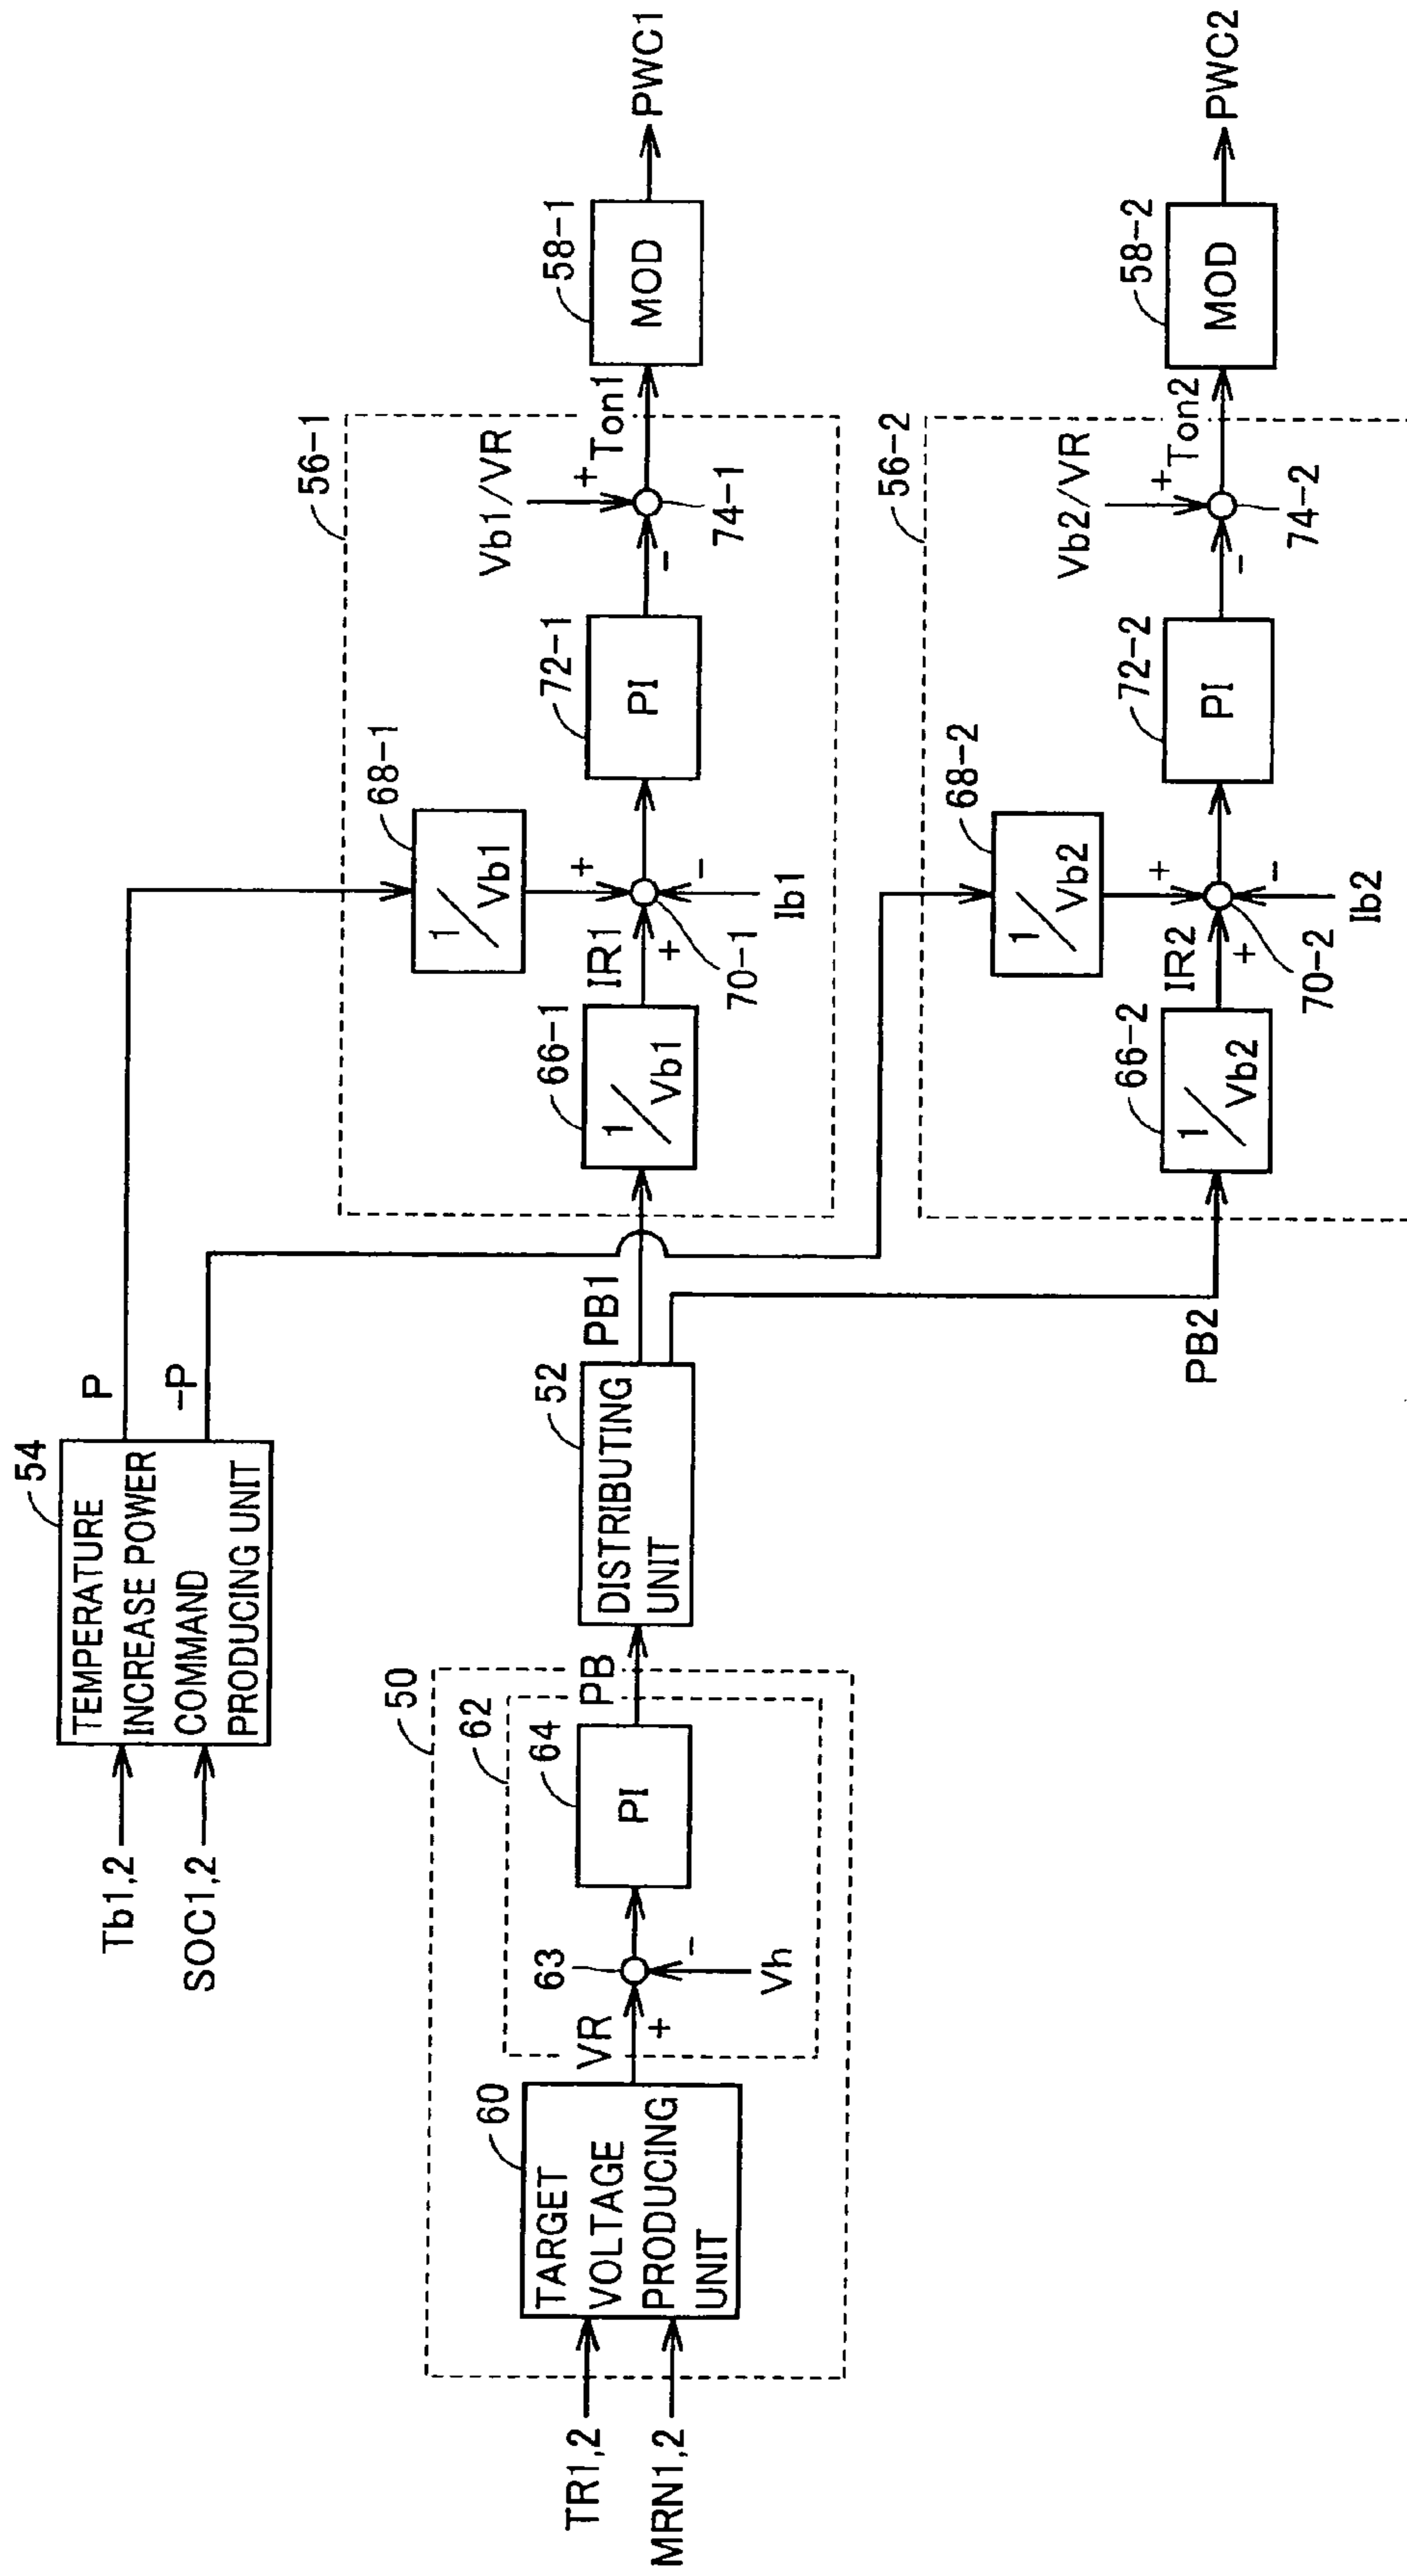 Tb1,2
SOC1,2
54
TEMPERATURE
INCREASE POWER
COMMAND
PRODUCING UNIT
P
-P
50
TR1,2
MRN1,2
60
TARGET
VOLTAGE
PRODUCING
UNIT
62
VR
+
63
-
Vh
64
PI
PB
52
DISTRIBUTING
UNIT
PB1
PB2
56-1
66-1
1/Vb1
68-1
1/Vb1
IR1
+
+
-
70-1
Ib1
72-1
PI
-
Vb1/VR
+
74-1
Ton1
58-1
MOD
PWC1
56-2
66-2
1/Vb2
68-2
1/Vb2
IR2
+
+
-
70-2
Ib2
72-2
PI
-
Vb2/VR
+
74-2
Ton2
58-2
MOD
PWC2